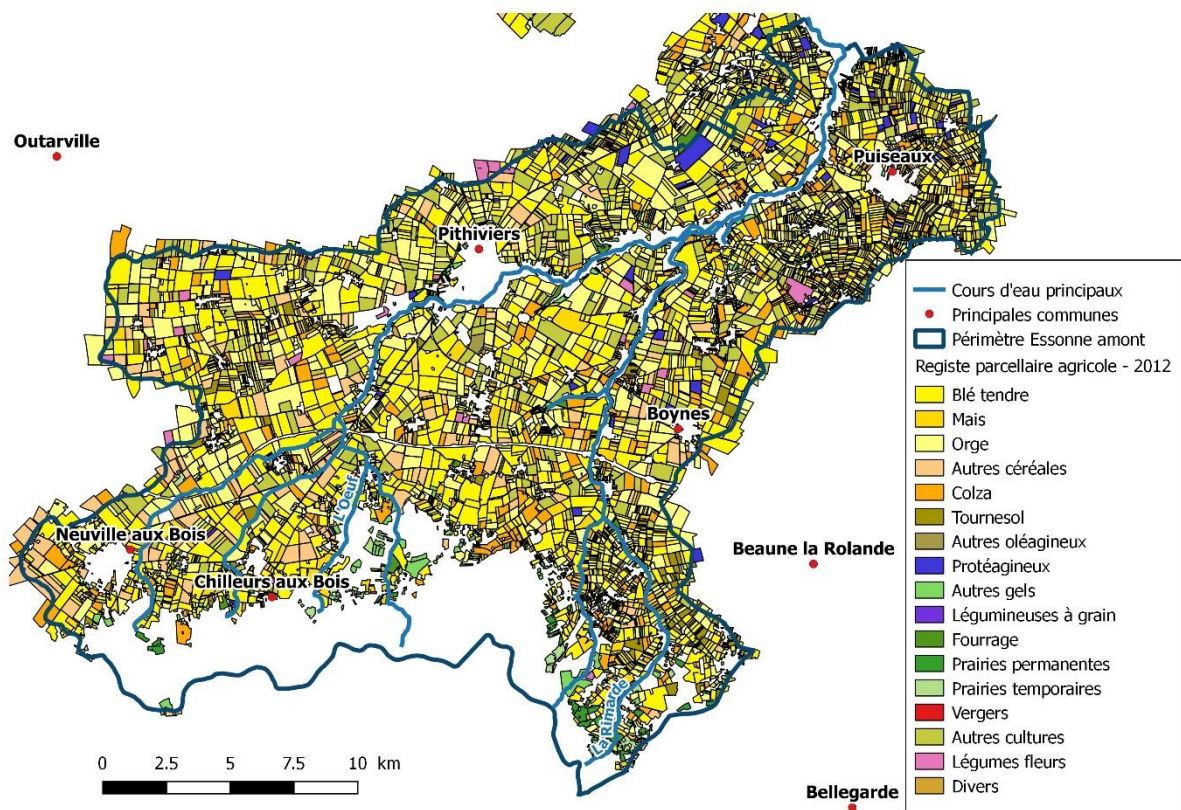 Outarville
Puiseaux
Pithiviers
Boynes
L'Oeuf
Neuville aux Bois
Chilleurs aux Bois
Beaune la Rolande
La Rimarde
Bellegarde
0 2.5 5 7.5 10 km
Cours d'eau principaux
Principales communes
Périmètre Essonne amont
Registe parcellaire agricole - 2012
Blé tendre
Mais
Orge
Autres céréales
Colza
Tournesol
Autres oléagineux
Protéagineux
Autres gels
Légumineuses à grain
Fourrage
Prairies permanentes
Prairies temporaires
Vergers
Autres cultures
Légumes fleurs
Divers